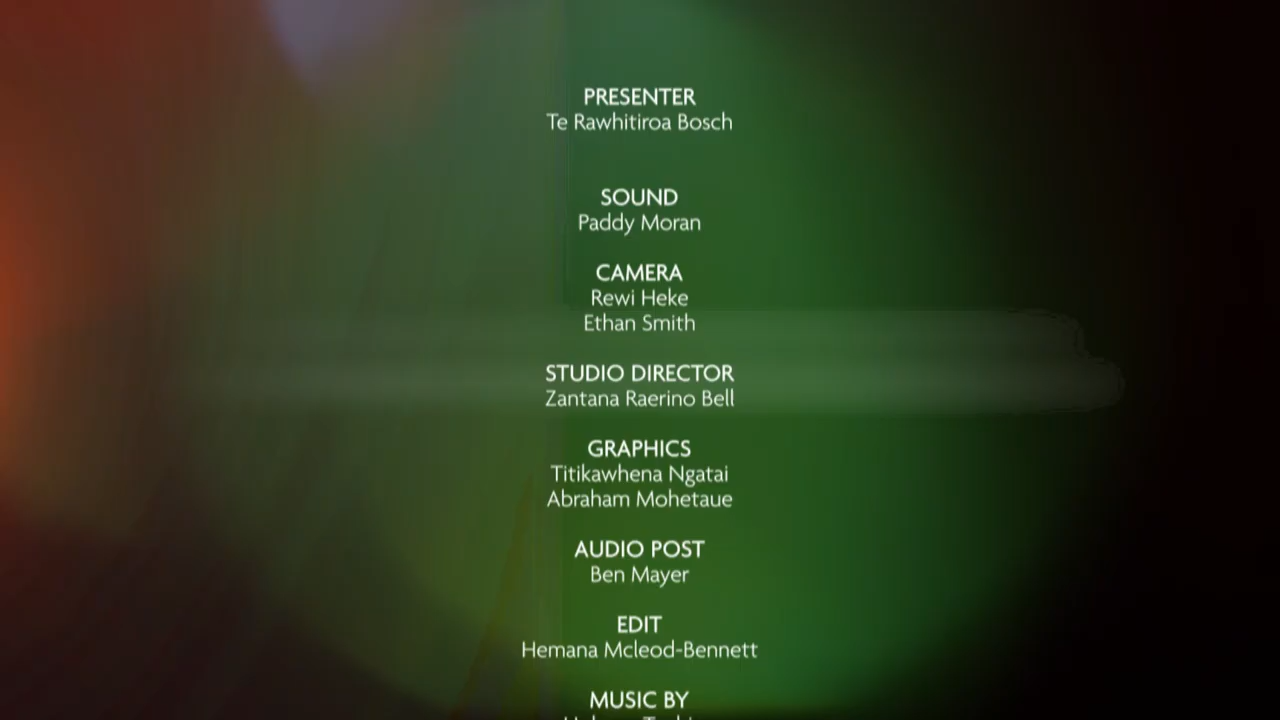 PRESENTER
Te Rawhitiroa Bosch
SOUND
Paddy Moran
CAMERA
Rewi Heke
Ethan Smith
STUDIO DIRECTOR
Zantana Raerino Bell
GRAPHICS
Titikawhena Ngatai
Abraham Mohetaue
AUDIO POST
Ben Mayer
EDIT
Hemana Mcleod-Bennett
MUSIC BY